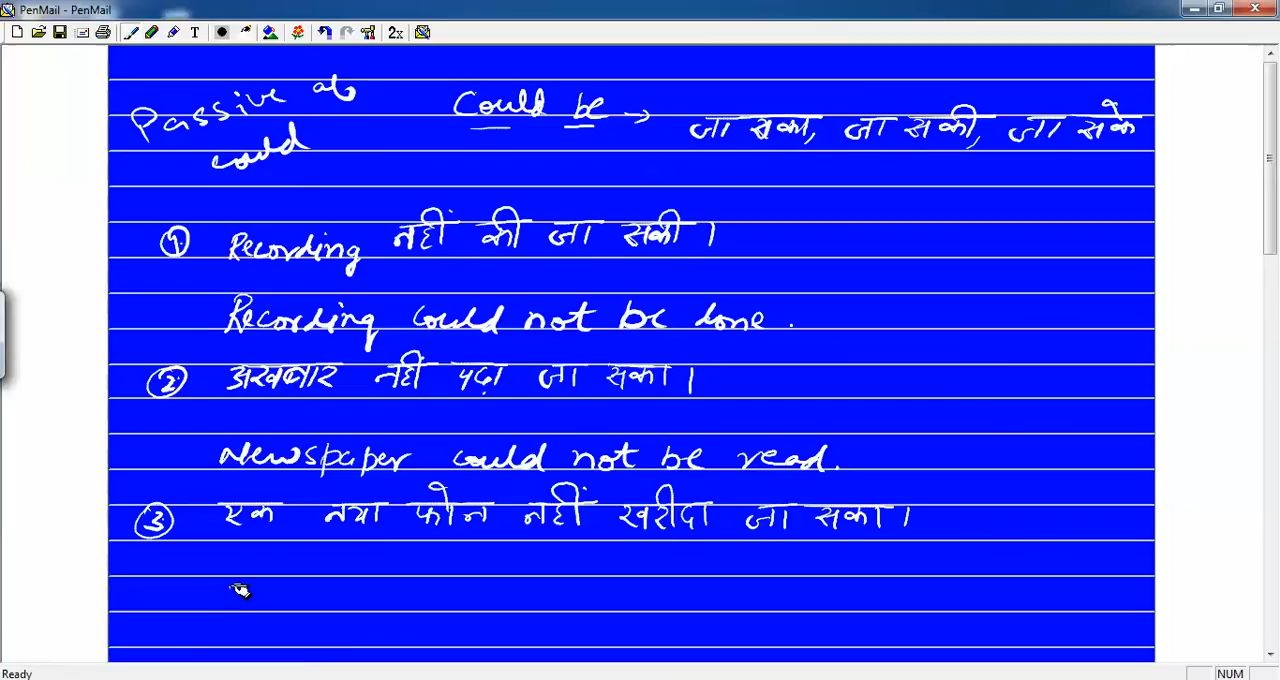 PenMail - PenMail
T 2x
Passive of could
Could be → जा सका, जा सकी, जा सके
① Recording नहीं की जा सकी।
Recording could not be done.
② अखबार नहीं पढ़ा जा सका।
Newspaper could not be read.
③ एक नया फोन नहीं खरीदा जा सका।
Ready NUM